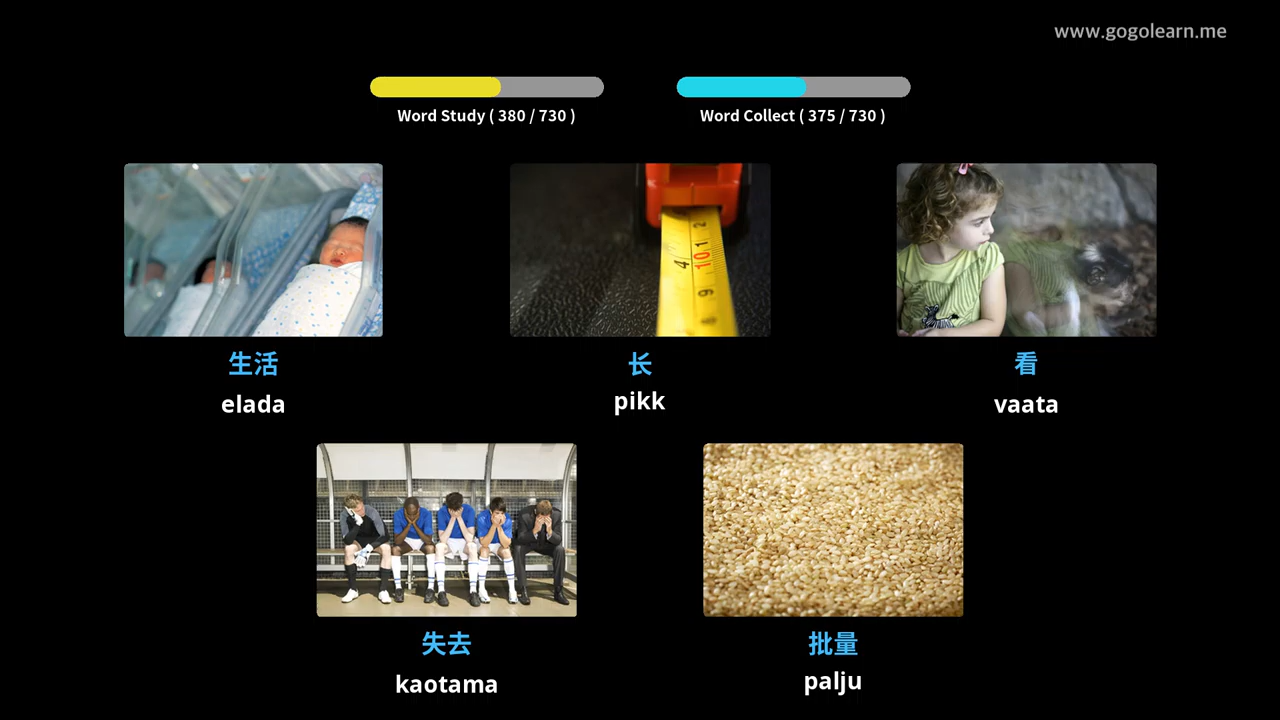 www.gogolearn.me
Word Study ( 380 / 730 )
Word Collect ( 375 / 730 )
生活
elada
长
pikk
看
vaata
失去
kaotama
批量
palju